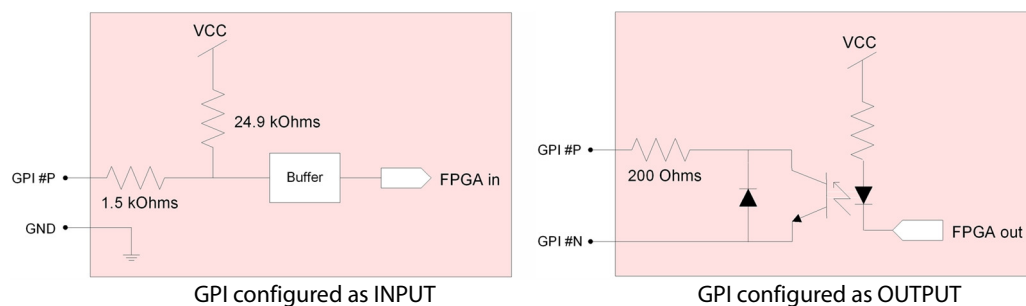 VCC
24.9 kOhms
GPI #P
1.5 kOhms
Buffer
FPGA in
GND
GPI configured as INPUT
VCC
GPI #P
200 Ohms
GPI #N
FPGA out
GPI configured as OUTPUT